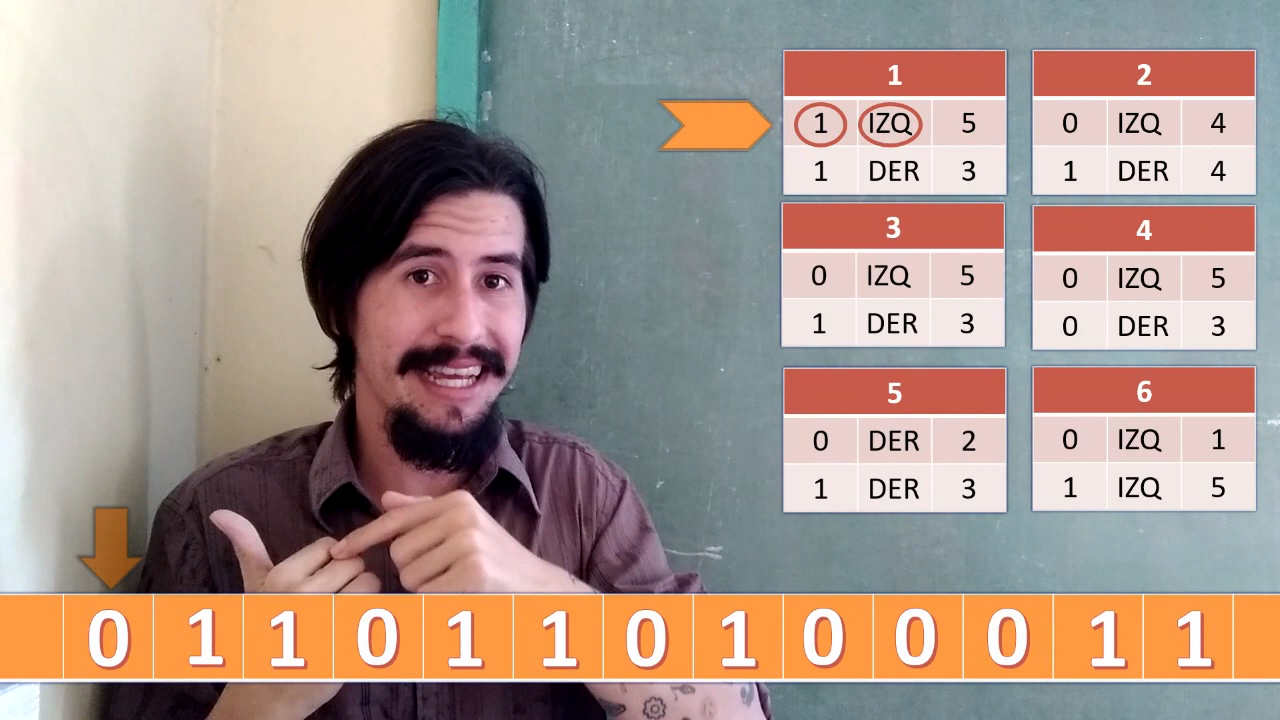 1
1 IZQ 5
1 DER 3
2
0 IZQ 4
1 DER 4
3
0 IZQ 5
1 DER 3
4
0 IZQ 5
0 DER 3
5
0 DER 2
1 DER 3
6
0 IZQ 1
1 IZQ 5
0 1 1 0 1 1 0 1 0 0 0 1 1